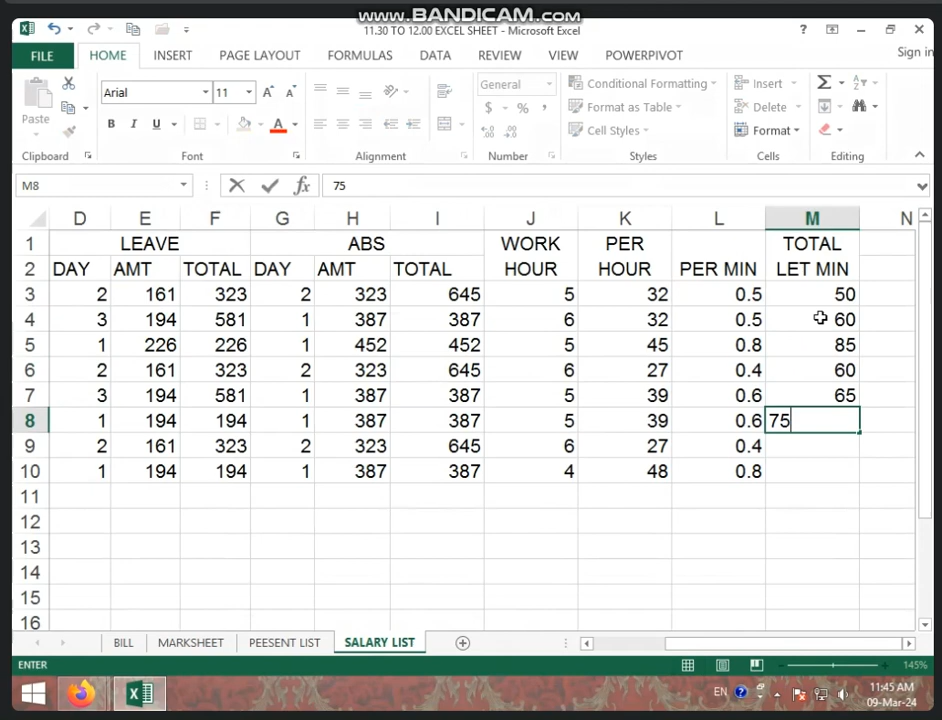 www.BANDICAM.com
11.30 TO 12.00 EXCEL SHEET - Microsoft Excel
?
FILE HOME INSERT PAGE LAYOUT FORMULAS DATA REVIEW VIEW POWERPIVOT Sign in
Paste Arial 11 A A General Conditional Formatting Insert Σ
B I U A $ % , Format as Table Delete
Cell Styles Format
Clipboard Font Alignment Number Styles Cells Editing
M8 fx 75
D E F G H I J K L M N
1 LEAVE ABS WORK PER TOTAL
2 DAY AMT TOTAL DAY AMT TOTAL HOUR HOUR PER MIN LET MIN
3 2 161 323 2 323 645 5 32 0.5 50
4 3 194 581 1 387 387 6 32 0.5 60
5 1 226 226 1 452 452 5 45 0.8 85
6 2 161 323 2 323 645 6 27 0.4 60
7 3 194 581 1 387 387 5 39 0.6 65
8 1 194 194 1 387 387 5 39 0.6 75
9 2 161 323 2 323 645 6 27 0.4
10 1 194 194 1 387 387 4 48 0.8
11
12
13
14
15
16
BILL MARKSHEET PEESENT LIST SALARY LIST
ENTER 145%
EN 11:45 AM
09-Mar-24